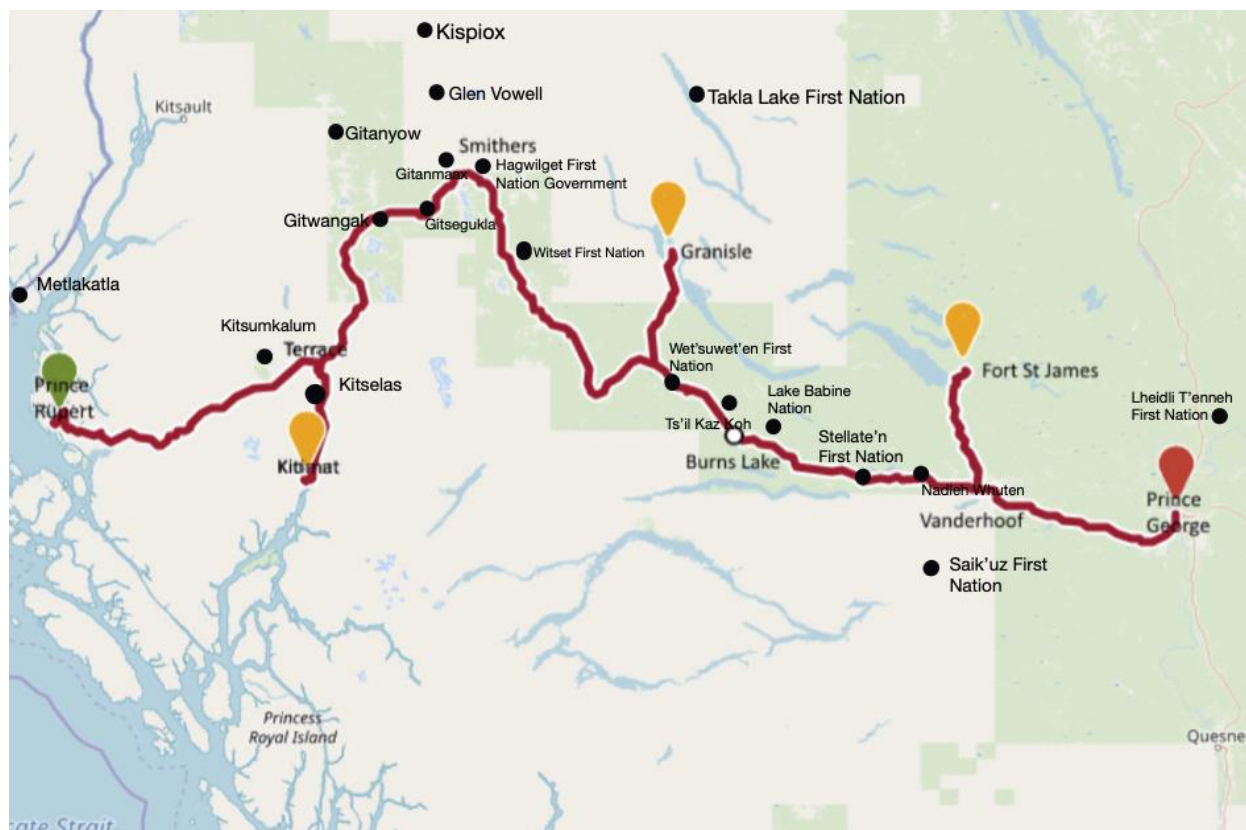 Kispiox
Glen Vowell
Takla Lake First Nation
Kitsault
Gitanyow
Smithers
Hagwilget First
Nation Government
Gitanmaax
Gitwangak
Gitsegukla
Witset First Nation
Granisle
Metlakatla
Kitsumkalum
Terrace
Wet'suwet'en First
Nation
Fort St James
Prince
Rupert
Kitselas
Lake Babine
Nation
Lheidli T'enneh
First Nation
Ts'il Kaz Koh
Stellate'n
First Nation
Burns Lake
Kitimat
Nadleh Whuten
Prince
George
Vanderhoof
Saik'uz First
Nation
Princess
Royal Island
Quesne
cate Strait